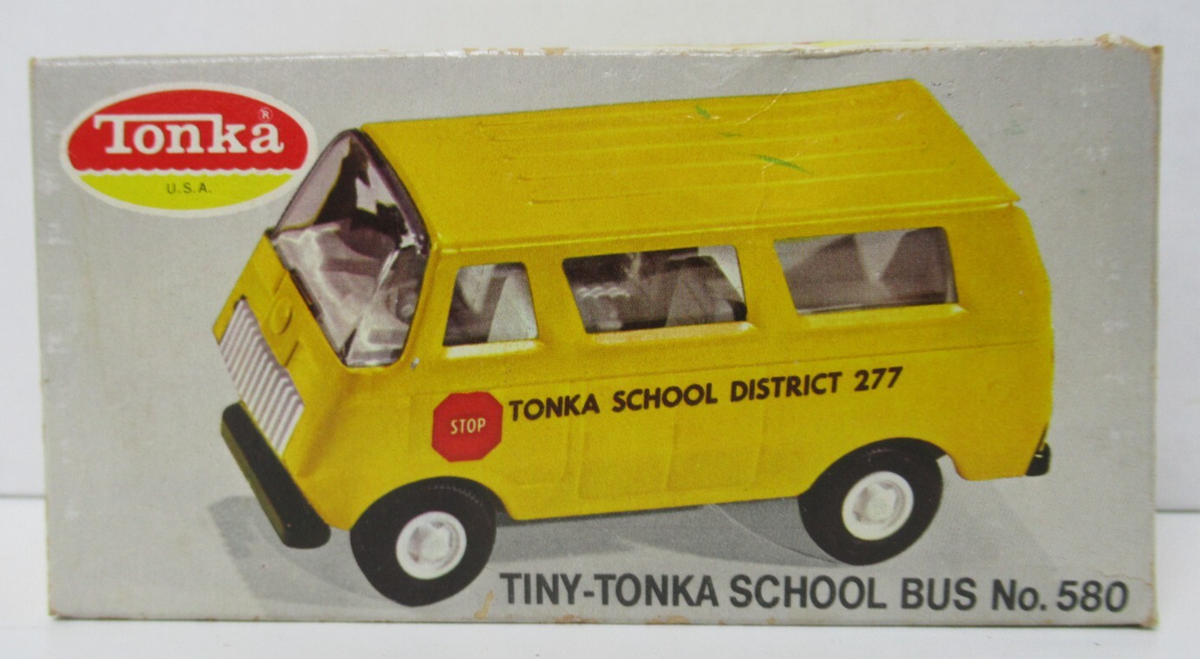 Tonka®
U.S.A.
STOP
TONKA SCHOOL DISTRICT 277
TINY-TONKA SCHOOL BUS No. 580